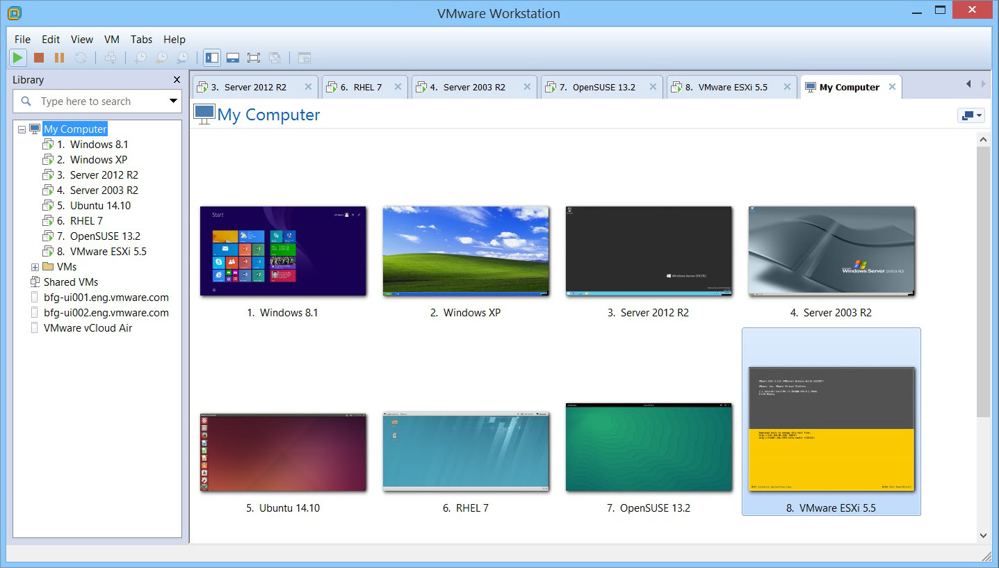 VMware Workstation
File Edit View VM Tabs Help
Library
Type here to search
My Computer
1. Windows 8.1
2. Windows XP
3. Server 2012 R2
4. Server 2003 R2
5. Ubuntu 14.10
6. RHEL 7
7. OpenSUSE 13.2
8. VMware ESXi 5.5
VMs
Shared VMs
bfg-ui001.eng.vmware.com
bfg-ui002.eng.vmware.com
VMware vCloud Air
3. Server 2012 R2 6. RHEL 7 4. Server 2003 R2 7. OpenSUSE 13.2 8. VMware ESXi 5.5 My Computer
My Computer
Start
Windows Server 2012 R2
Windows Server 2003 R2
1. Windows 8.1 2. Windows XP 3. Server 2012 R2 4. Server 2003 R2
5. Ubuntu 14.10 6. RHEL 7 7. OpenSUSE 13.2 8. VMware ESXi 5.5